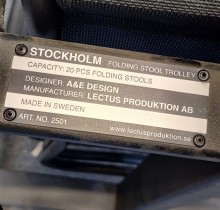 STOCKHOLM FOLDING STOOL TROLLEY
CAPACITY: 20 PCS FOLDING STOOLS
DESIGNER: A&E DESIGN
MANUFACTURER: LECTUS PRODUKTION AB
MADE IN SWEDEN
ART. NO. 2501 www.lectusproduktion.se